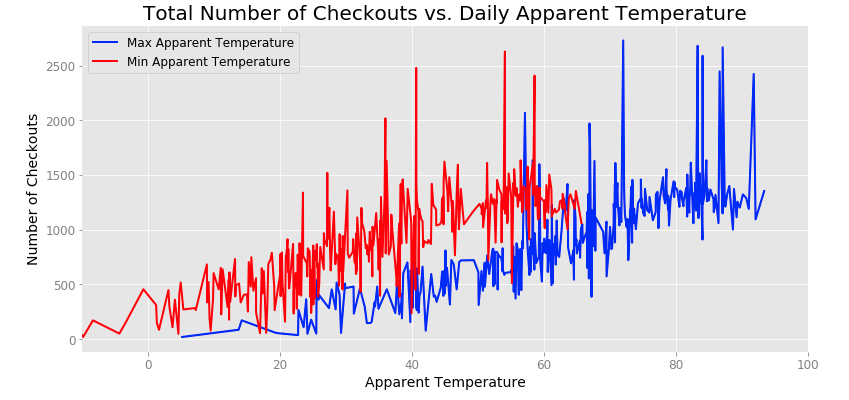 Total Number of Checkouts vs. Daily Apparent Temperature
Max Apparent Temperature
Min Apparent Temperature
Number of Checkouts
2500
2000
1500
1000
500
0
0 20 40 60 80 100
Apparent Temperature